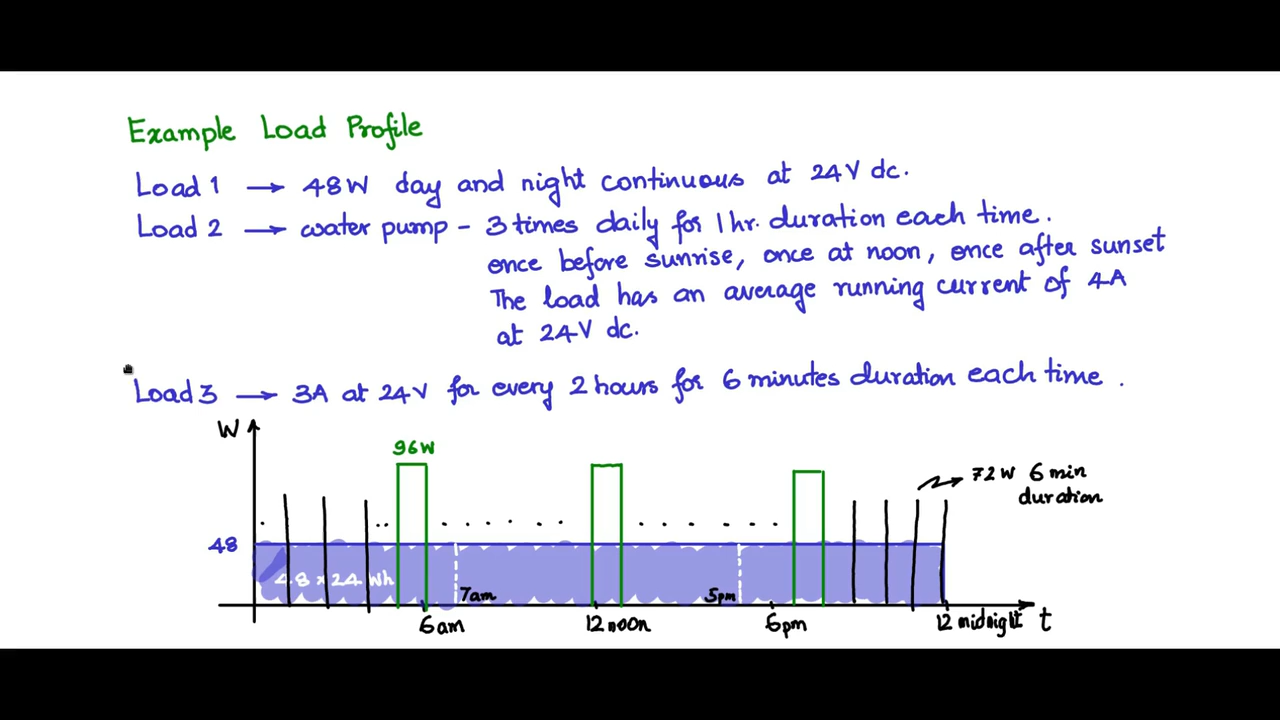 Example Load Profile
Load 1 → 48W day and night continuous at 24V dc.
Load 2 → water pump - 3 times daily for 1 hr. duration each time.
once before sunrise, once at noon, once after sunset
The load has an average running current of 4A
at 24V dc.
Load 3 → 3A at 24V for every 2 hours for 6 minutes duration each time.
W
96W
72W 6 min
duration
48
48 × 24 Wh
7am
5pm
6am
12 noon
6pm
12 midnight
t